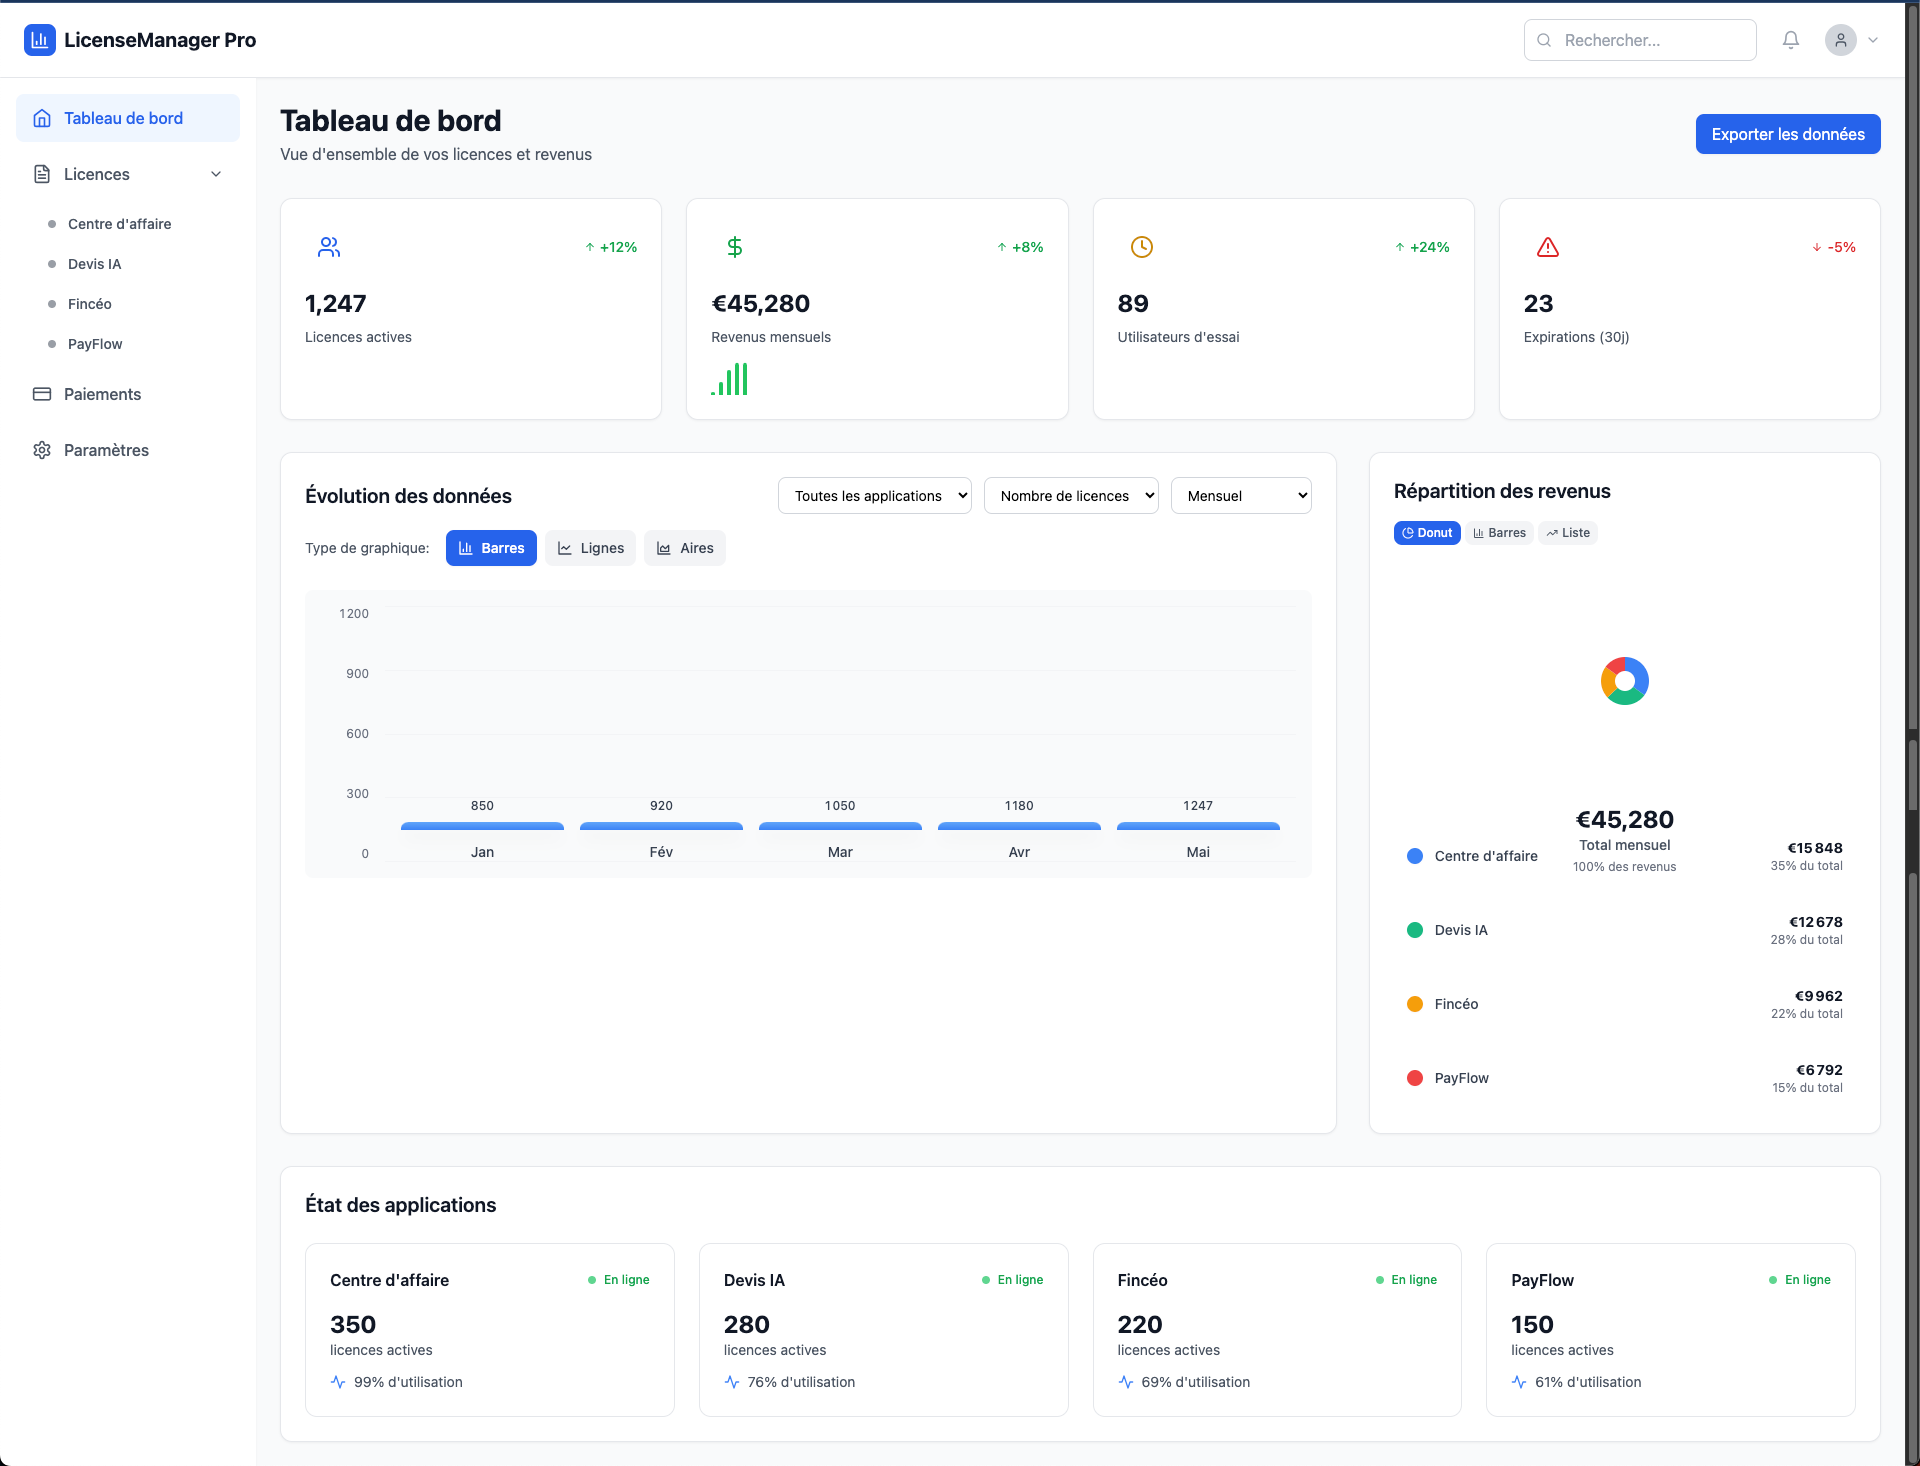 LicenseManager Pro
Rechercher...
Tableau de bord
Licences
Centre d'affaire
Devis IA
Fincéo
PayFlow
Paiements
Paramètres
Tableau de bord
Vue d'ensemble de vos licences et revenus
Exporter les données
+12%
1,247
Licences actives
+8%
€45,280
Revenus mensuels
+24%
89
Utilisateurs d'essai
-5%
23
Expirations (30j)
Évolution des données
Toutes les applications
Nombre de licences
Mensuel
Type de graphique:
Barres
Lignes
Aires
1200
900
600
300
0
850
920
1050
1180
1247
Jan
Fév
Mar
Avr
Mai
Répartition des revenus
Donut
Barres
Liste
€45,280
Total mensuel
100% des revenus
Centre d'affaire
€15 848
35% du total
Devis IA
€12 678
28% du total
Fincéo
€9 962
22% du total
PayFlow
€6 792
15% du total
État des applications
Centre d'affaire
En ligne
350
licences actives
99% d'utilisation
Devis IA
En ligne
280
licences actives
76% d'utilisation
Fincéo
En ligne
220
licences actives
69% d'utilisation
PayFlow
En ligne
150
licences actives
61% d'utilisation